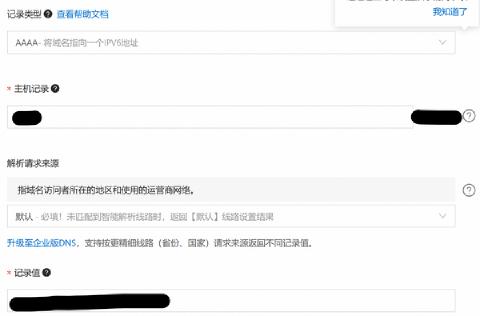 记录类型 查看帮助文档
我知道了
AAAA- 将域名指向一个IPV6地址
* 主机记录
解析请求来源
指域名访问者所在的地区和使用的运营商网络。
默认 - 必填！未匹配到智能解析线路时，返回【默认】线路设置结果
升级至企业版DNS，支持按更精细线路（省份、国家）请求来源返回不同记录值。
* 记录值